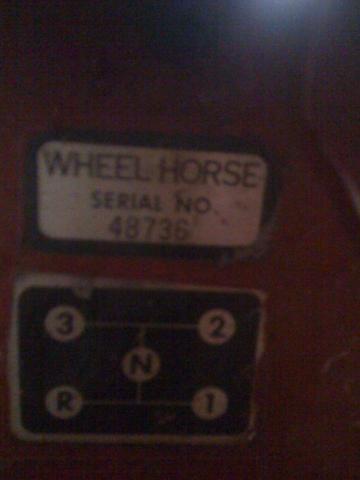 WHEEL HORSE
SERIAL NO.
48736
3 2
N
R 1